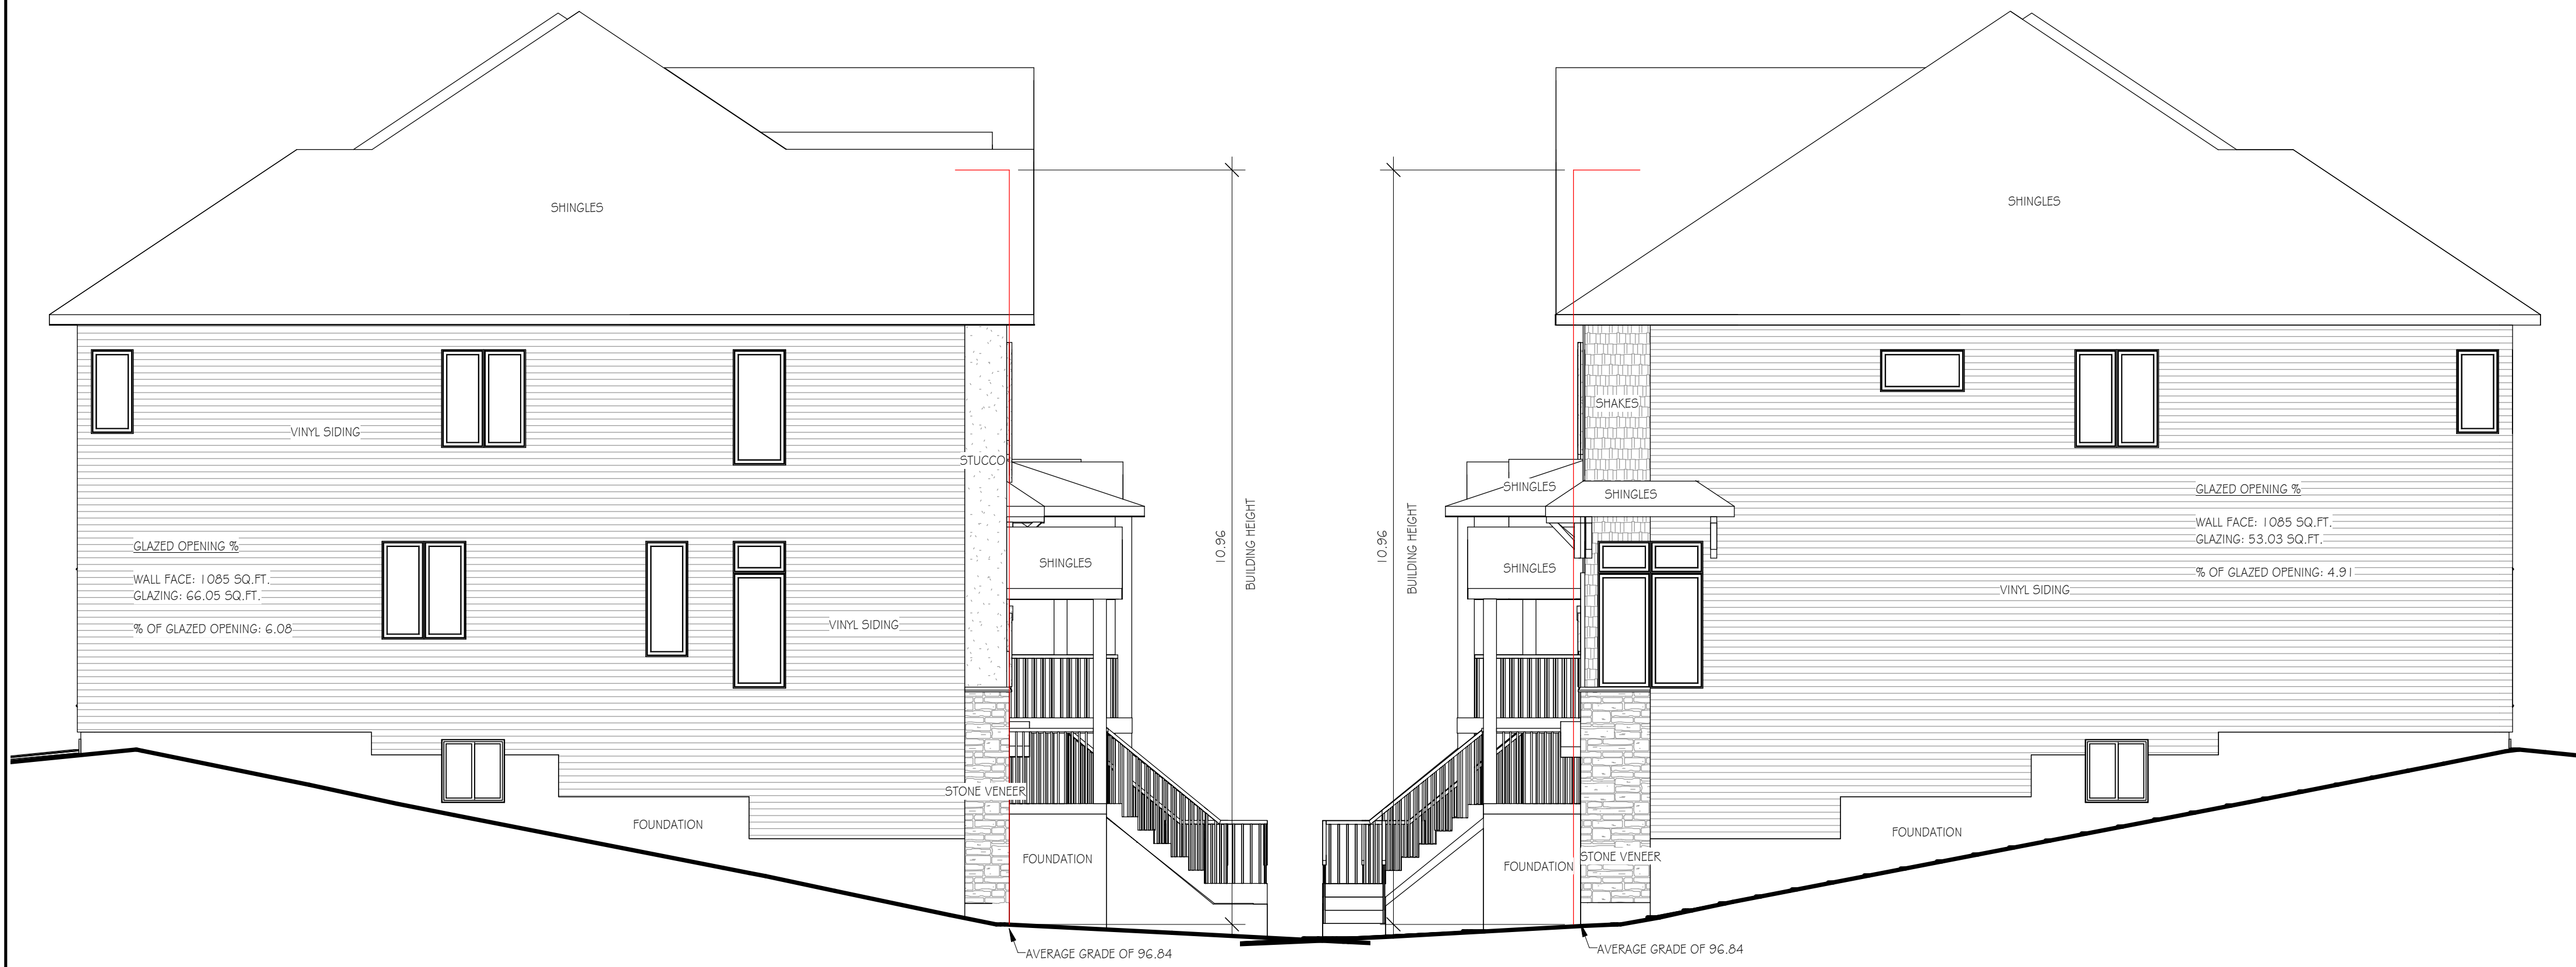 SHINGLES
VINYL SIDING
STUCCO
GLAZED OPENING %
WALL FACE: 1085 SQ.FT.
GLAZING: 66.05 SQ.FT.
% OF GLAZED OPENING: 6.08
VINYL SIDING
SHINGLES
10.96
BUILDING HEIGHT
STONE VENEER
FOUNDATION
FOUNDATION
AVERAGE GRADE OF 96.84
SHINGLES
10.96
BUILDING HEIGHT
SHAKES
SHINGLES
SHINGLES
SHINGLES
GLAZED OPENING %
WALL FACE: 1085 SQ.FT.
GLAZING: 53.03 SQ.FT.
% OF GLAZED OPENING: 4.91
VINYL SIDING
FOUNDATION
STONE VENEER
FOUNDATION
AVERAGE GRADE OF 96.84